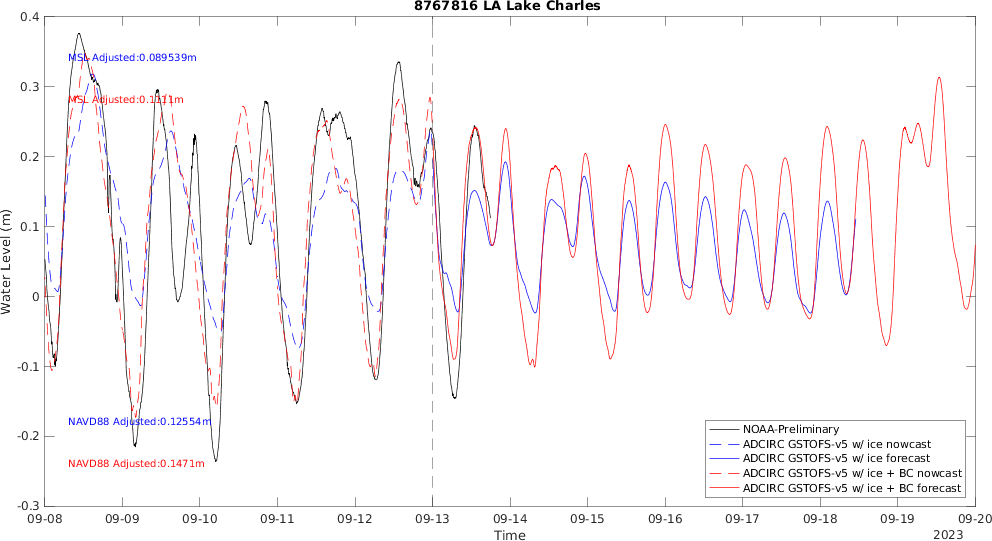 8767816 LA Lake Charles
0.4
0.3
0.2
0.1
0
-0.1
-0.2
-0.3
Water Level (m)
MSL Adjusted:0.089539m
MSL Adjusted:0.1111m
NAVD88 Adjusted:0.12554m
NAVD88 Adjusted:0.1471m
NOAA-Preliminary
ADCIRC GSTOFS-v5 w/ ice nowcast
ADCIRC GSTOFS-v5 w/ ice forecast
ADCIRC GSTOFS-v5 w/ ice + BC nowcast
ADCIRC GSTOFS-v5 w/ ice + BC forecast
09-08 09-09 09-10 09-11 09-12 09-13 09-14 09-15 09-16 09-17 09-18 09-19 09-20
Time
2023